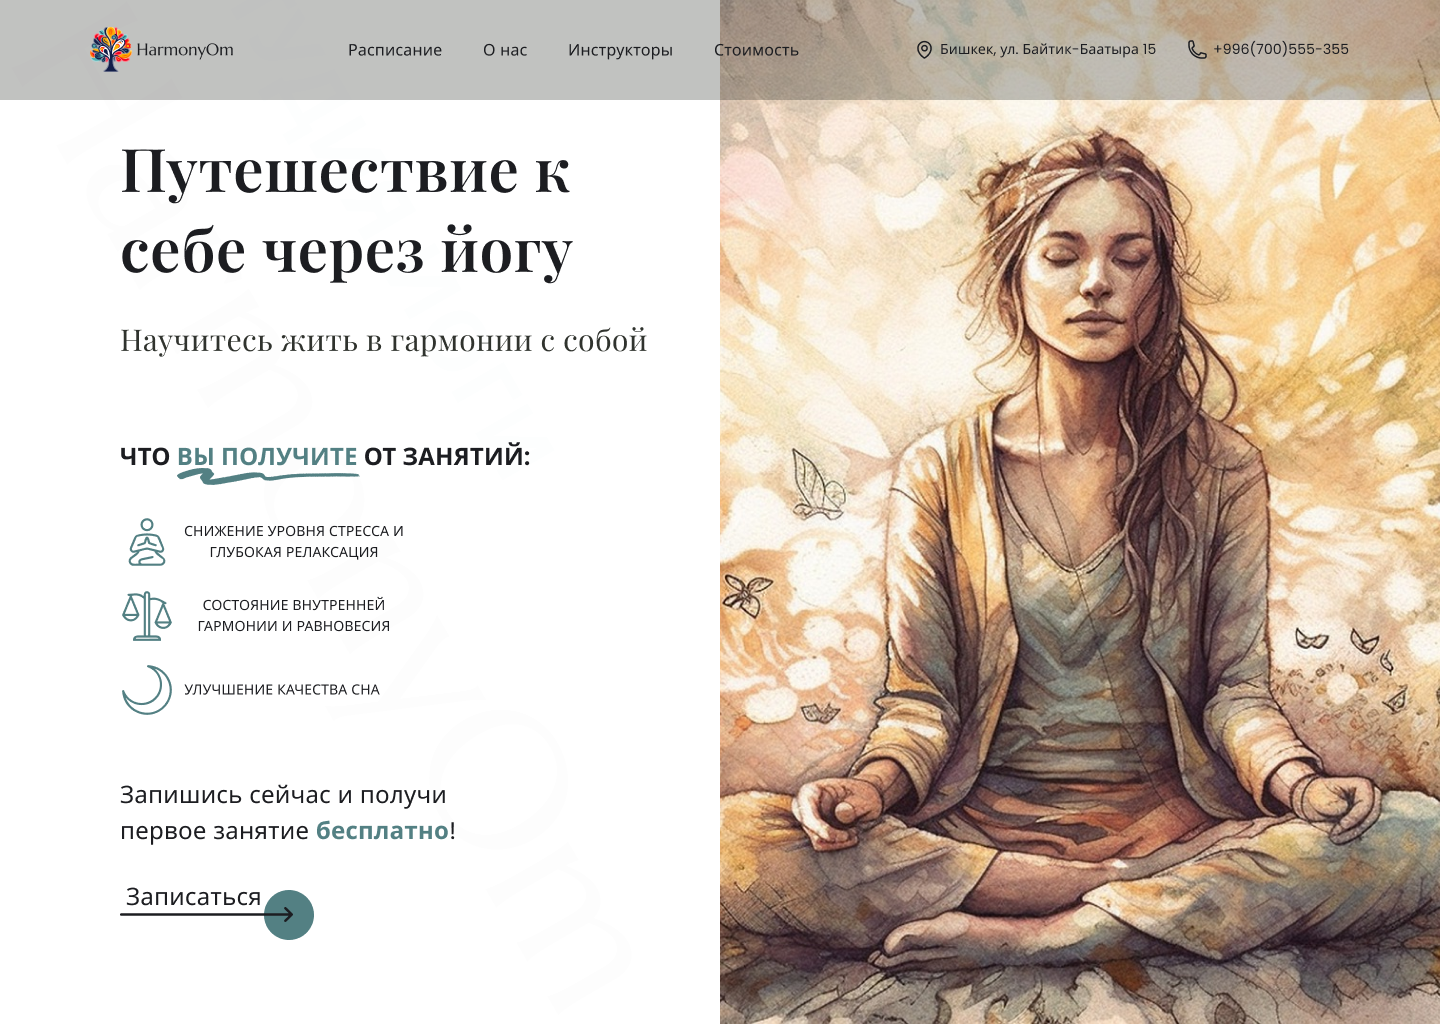 HarmonyOm
Расписание
О нас
Инструкторы
Стоимость
Бишкек, ул. Байтик-Баатыра 15
+996(700)555-355
Путешествие к
себе через йогу
Научитесь жить в гармонии с собой
ЧТО ВЫ ПОЛУЧИТЕ ОТ ЗАНЯТИЙ:
СНИЖЕНИЕ УРОВНЯ СТРЕССА И
ГЛУБОКАЯ РЕЛАКСАЦИЯ
СОСТОЯНИЕ ВНУТРЕННЕЙ
ГАРМОНИИ И РАВНОВЕСИЯ
УЛУЧШЕНИЕ КАЧЕСТВА СНА
Запишись сейчас и получи
первое занятие бесплатно!
Записаться
HarmonyOm